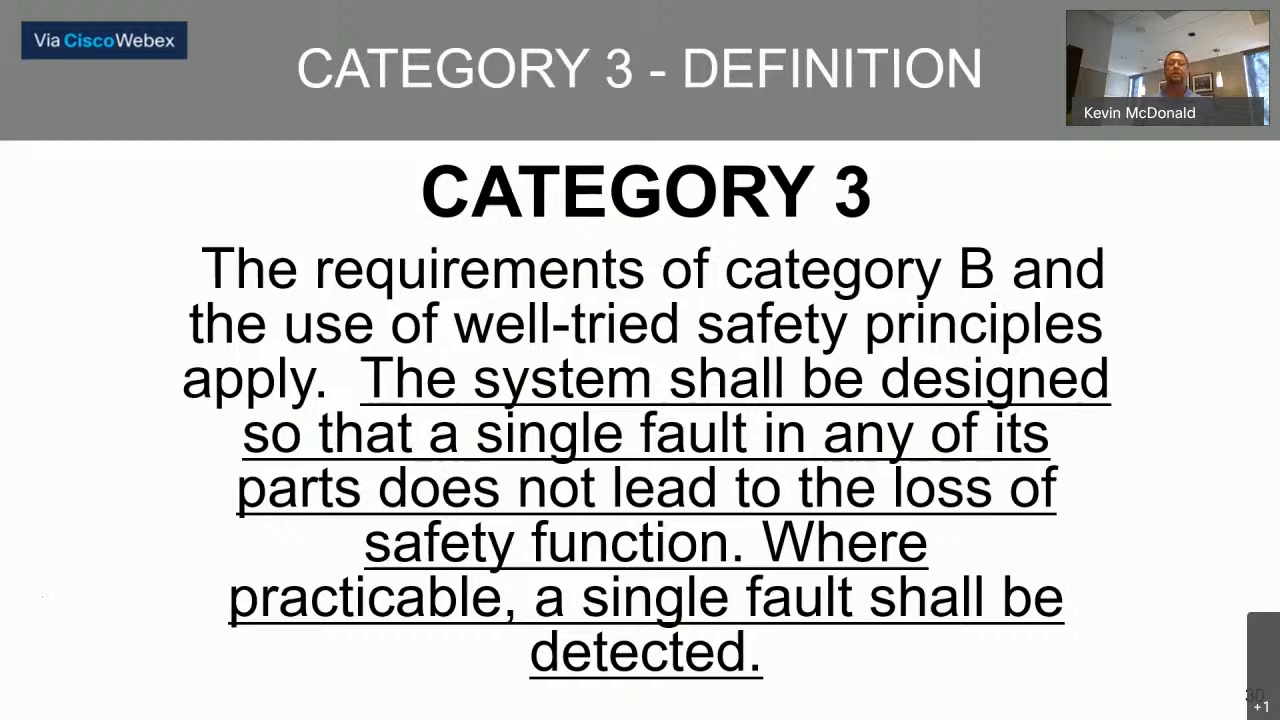 Via CiscoWebex
CATEGORY 3 - DEFINITION
Kevin McDonald
CATEGORY 3
The requirements of category B and
the use of well-tried safety principles
apply. The system shall be designed
so that a single fault in any of its
parts does not lead to the loss of
safety function. Where
practicable, a single fault shall be
detected.
30
+1